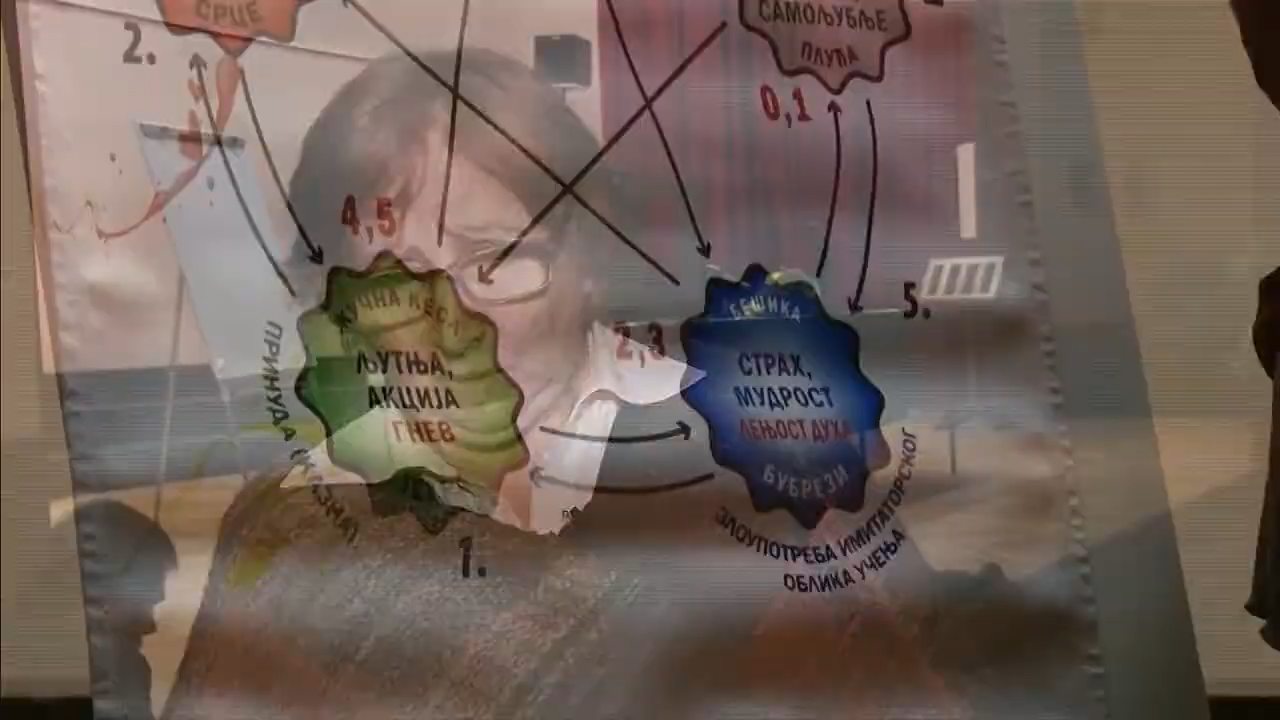 СРЦЕ
2.
САМОЉУБЉЕ
ПЛУЋА
0,1
4,5
ЖУЧНА КЕСА
ЉУТЊА,
АКЦИЈА
ГНЕВ
ПРИНУДА
1.
2,3
БЕШИКА
СТРАХ,
МУДРОСТ
ЛЕЊОСТ ДУХА
БУБРЕЗИ
5.
ЗЛОУПОТРЕБА ИМИТАТОРСКОГ
ОБЛИКА УЧЕЊА